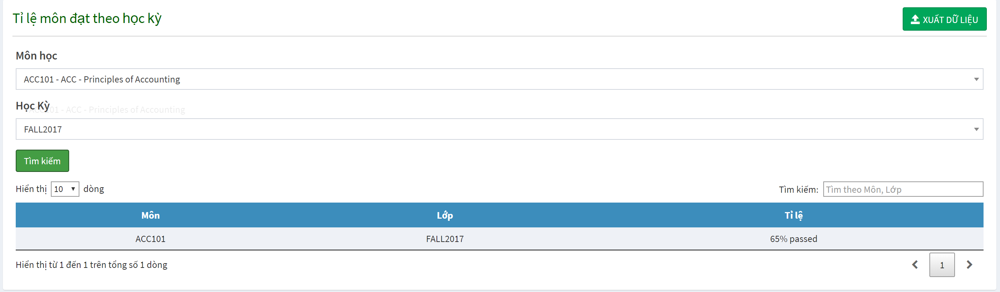 Tỉ lệ môn đạt theo học kỳ
XUẤT DỮ LIỆU
Môn học
ACC101 - ACC - Principles of Accounting
Học Kỳ
ACC101 - ACC - Principles of Accounting
FALL2017
Tìm kiếm
Hiển thị 10 dòng
Tìm kiếm: Tìm theo Môn, Lớp
Môn Lớp Tỉ lệ
ACC101 FALL2017 65% passed
Hiển thị từ 1 đến 1 trên tổng số 1 dòng
1